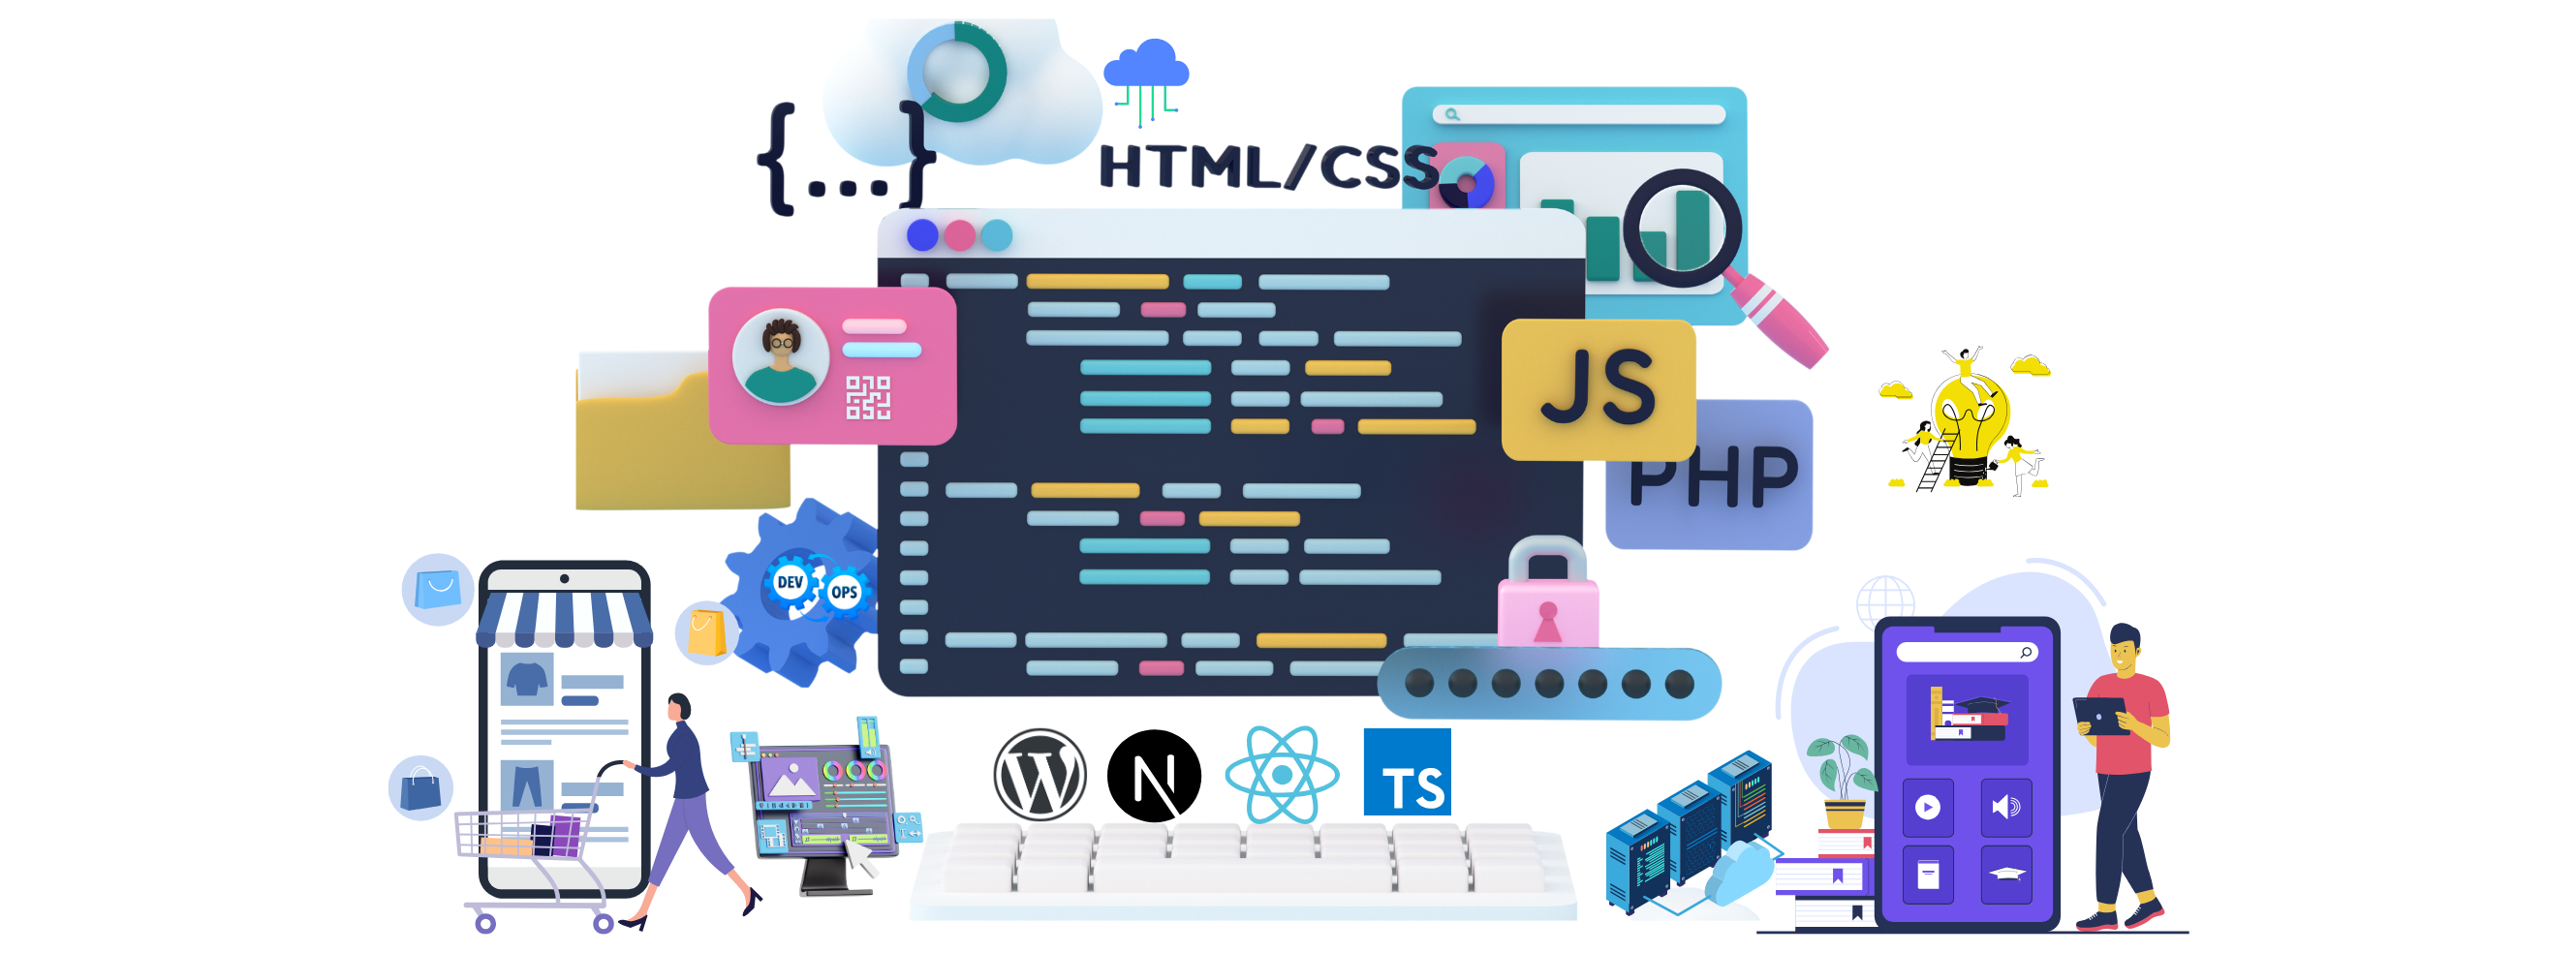 {...}
HTML/CSS
JS
PHP
DEV
OPS
W
N
TS